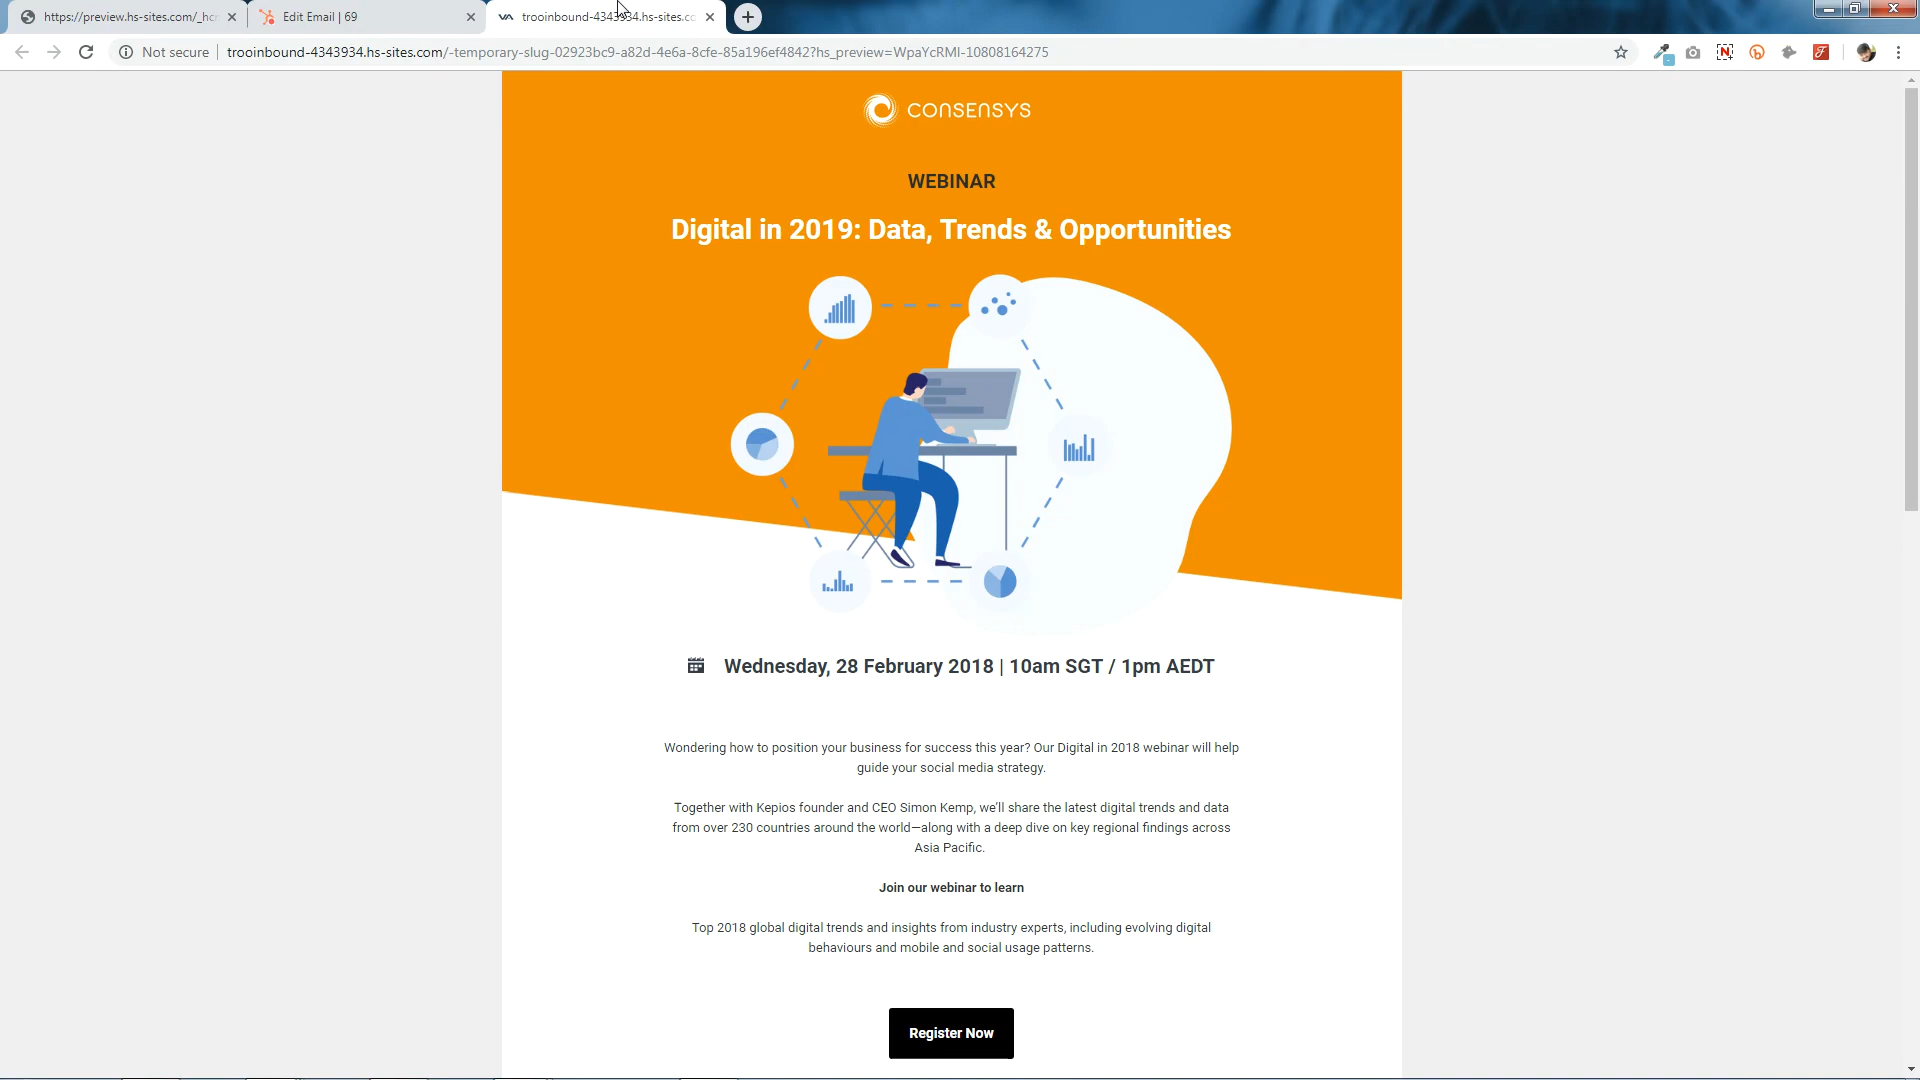 https://preview.hs-sites.com/_hcm
Edit Email | 69
trooinbound-4343934.hs-sites.co
Not secure
trooinbound-4343934.hs-sites.com/-temporary-slug-02923bc9-a82d-4e6a-8cfe-85a196ef4842?hs_preview=WpaYcRMI-10808164275
CONSENSYS
WEBINAR
Digital in 2019: Data, Trends & Opportunities
Wednesday, 28 February 2018 | 10am SGT / 1pm AEDT
Wondering how to position your business for success this year? Our Digital in 2018 webinar will help
guide your social media strategy.
Together with Kepios founder and CEO Simon Kemp, we'll share the latest digital trends and data
from over 230 countries around the world—along with a deep dive on key regional findings across
Asia Pacific.
Join our webinar to learn
Top 2018 global digital trends and insights from industry experts, including evolving digital
behaviours and mobile and social usage patterns.
Register Now